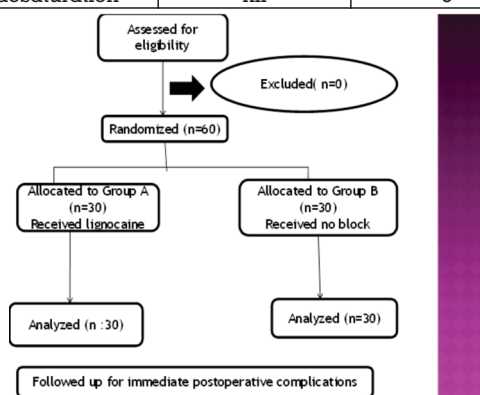 Assessed for
eligibility
Excluded( n=0)
Randomized (n=60)
Allocated to Group A
(n=30)
Received lignocaine
Allocated to Group B
(n=30)
Received no block
Analyzed (n :30)
Analyzed (n=30)
Followed up for immediate postoperative complications